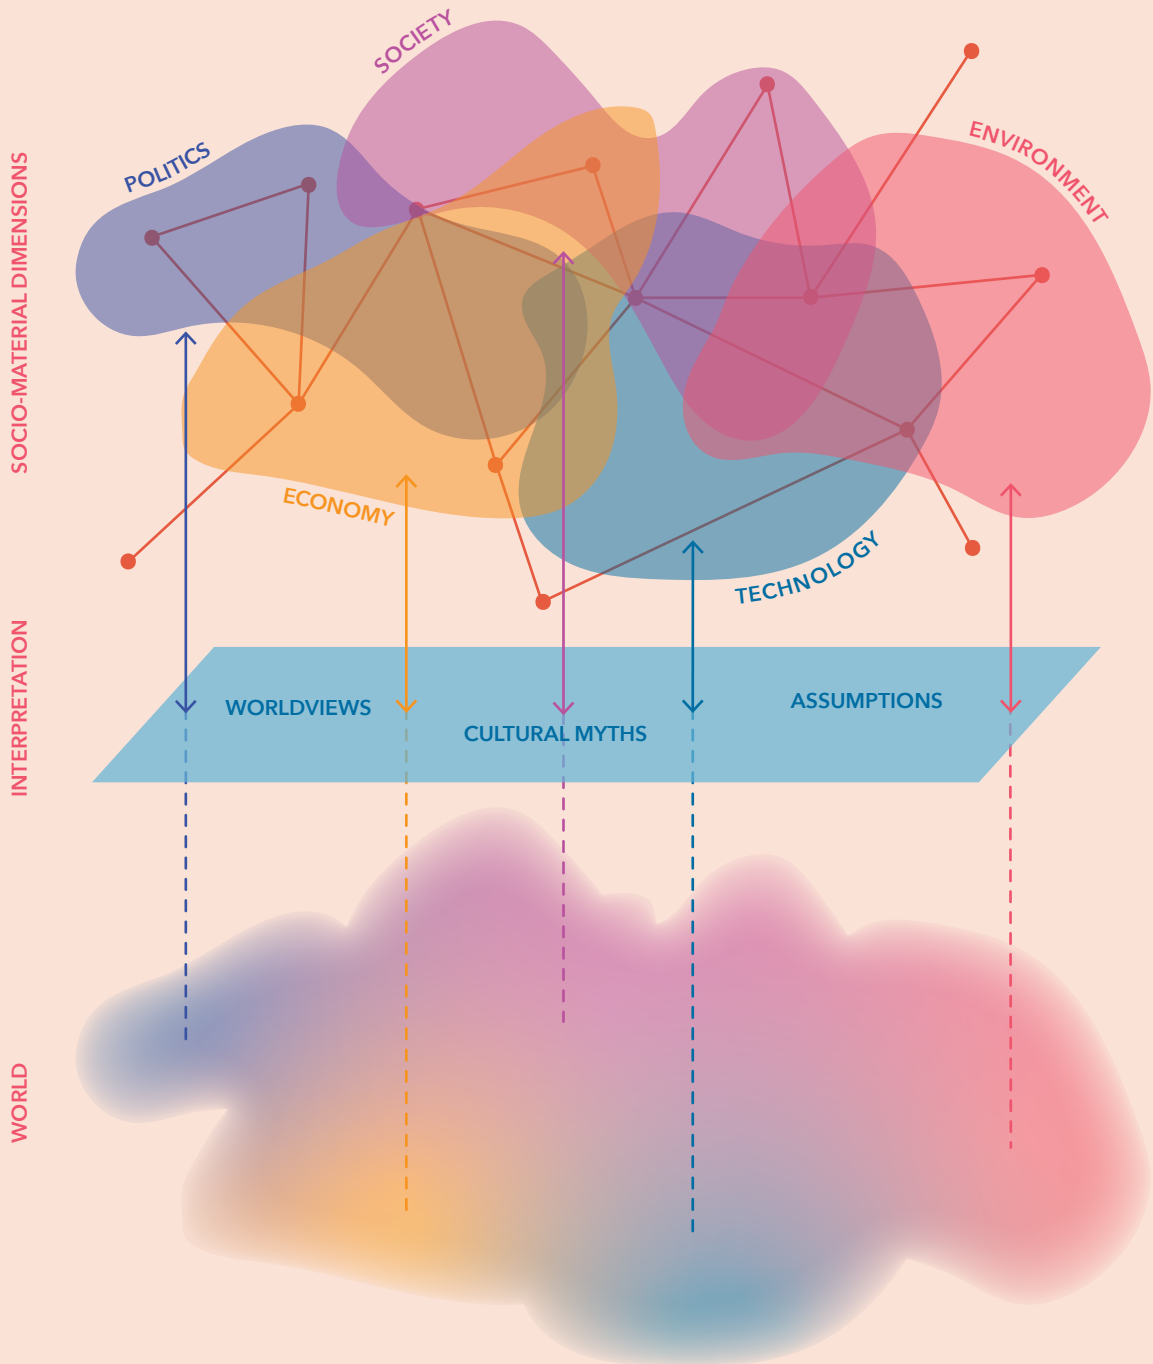 SOCIETY
POLITICS
ENVIRONMENT
SOCIO-MATERIAL DIMENSIONS
ECONOMY
TECHNOLOGY
INTERPRETATION
WORLDVIEWS
ASSUMPTIONS
CULTURAL MYTHS
WORLD